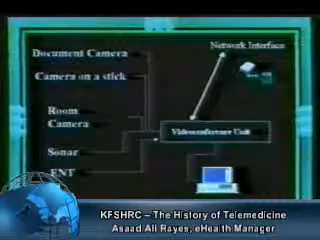 Document Camera
Network Interface
Camera on a stick
Room
Camera
Videoconference Unit
Sonar
ENT
KFSHRC – The History of Telemedicine
Asaad Ali Rayes, eHealth Manager